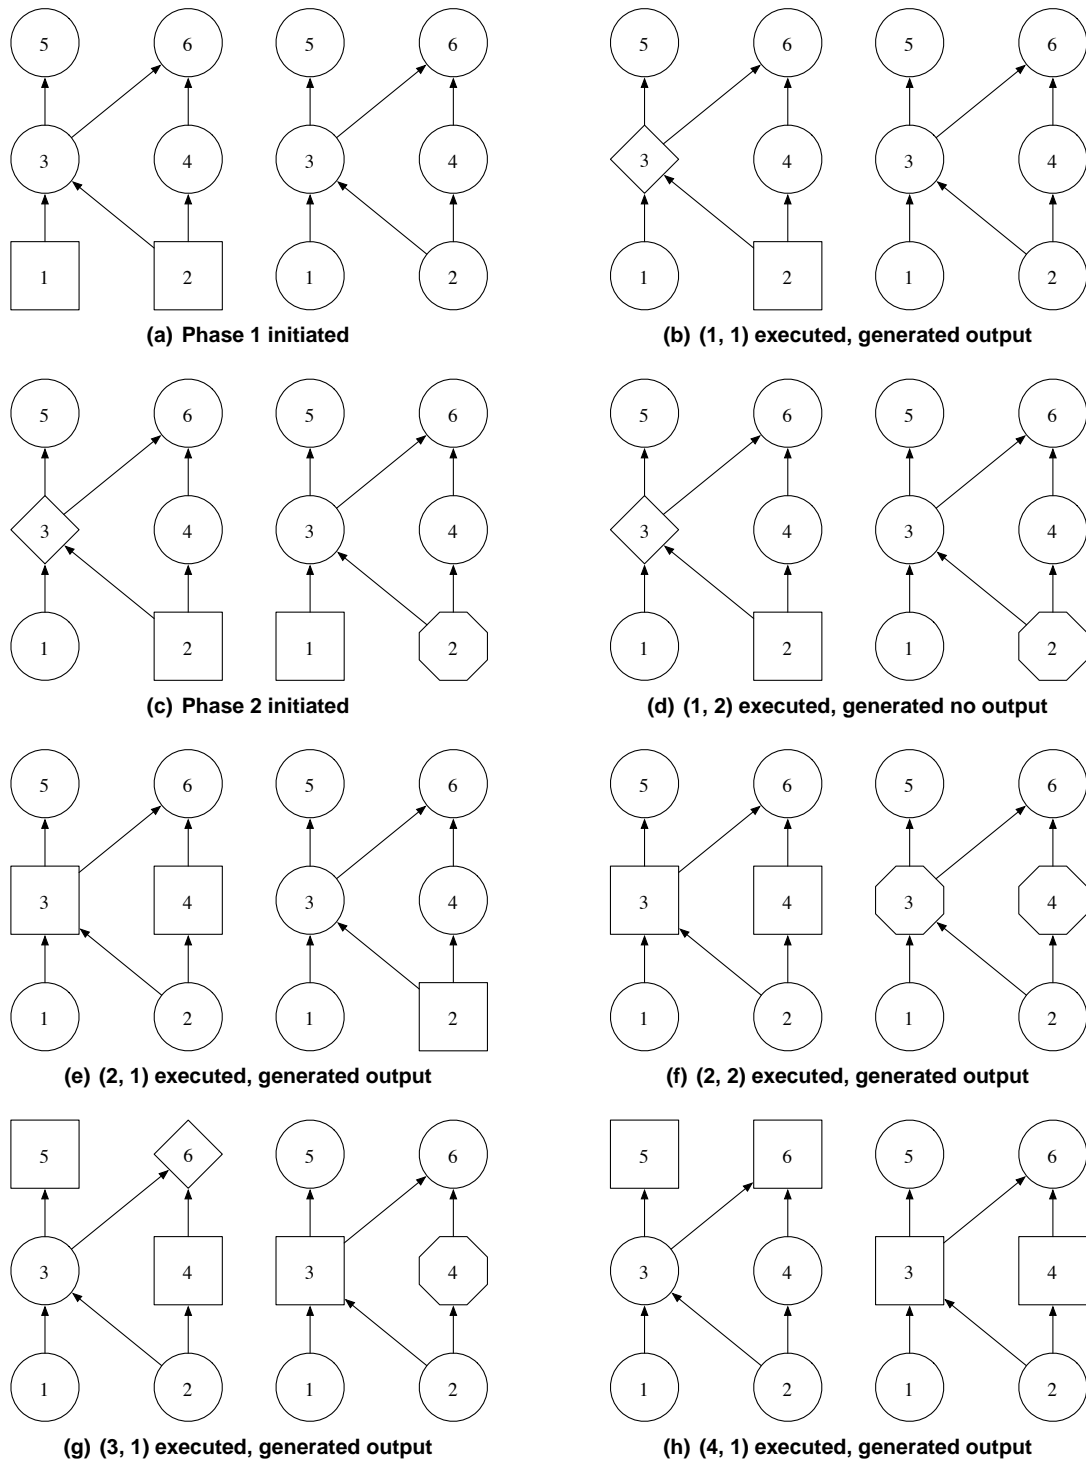 5 6 5 6 5 6 5 6
3 4 3 4 3 4 3 4
1 2 1 2 1 2 1 2
(a) Phase 1 initiated
(b) (1, 1) executed, generated output
5 6 5 6 5 6 5 6
3 4 3 4 3 4 3 4
1 2 1 2 1 2 1 2
(c) Phase 2 initiated
(d) (1, 2) executed, generated no output
5 6 5 6 5 6 5 6
3 4 3 4 3 4 3 4
1 2 1 2 1 2 1 2
(e) (2, 1) executed, generated output
(f) (2, 2) executed, generated output
5 6 5 6 5 6 5 6
3 4 3 4 3 4 3 4
1 2 1 2 1 2 1 2
(g) (3, 1) executed, generated output
(h) (4, 1) executed, generated output